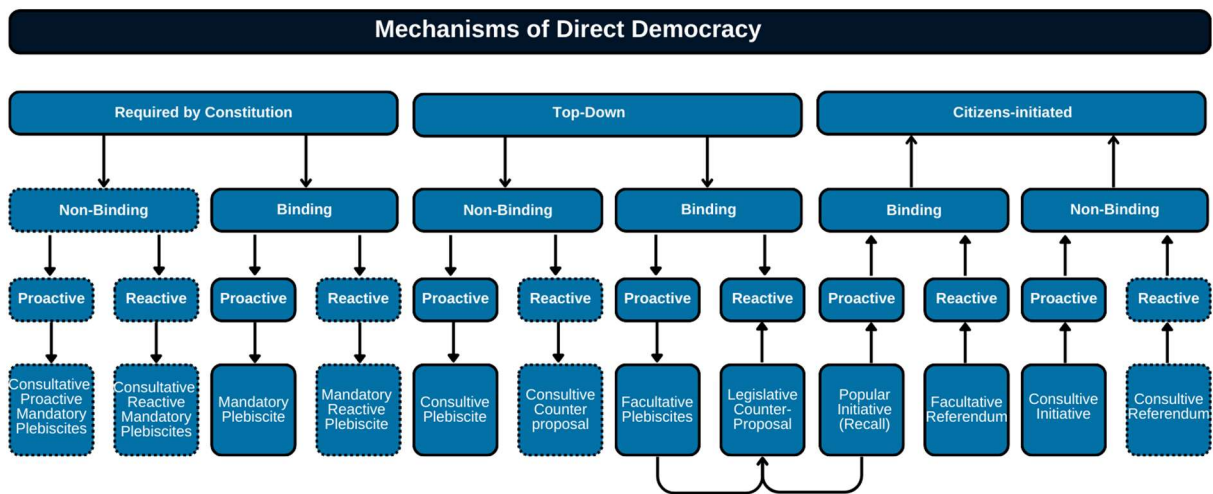 Mechanisms of Direct Democracy
Required by Constitution
Top-Down
Citizens-initiated
Non-Binding
Binding
Non-Binding
Binding
Binding
Non-Binding
Proactive
Reactive
Proactive
Reactive
Proactive
Reactive
Proactive
Reactive
Proactive
Reactive
Proactive
Reactive
Consultative
Proactive
Mandatory
Plebiscites
Consultative
Reactive
Mandatory
Plebiscites
Mandatory
Plebiscite
Mandatory
Reactive
Plebiscite
Consultive
Plebiscite
Consultive
Counter
proposal
Facultative
Plebiscites
Legislative
Counter-
Proposal
Popular
Initiative
(Recall)
Facultative
Referendum
Consultive
Initiative
Consultive
Referendum